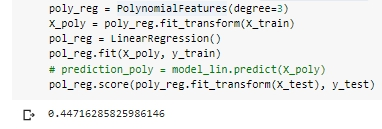 poly_reg = PolynomialFeatures(degree=3)
X_poly = poly_reg.fit_transform(X_train)
pol_reg = LinearRegression()
pol_reg.fit(X_poly, y_train)
# prediction_poly = model_lin.predict(X_poly)
pol_reg.score(poly_reg.fit_transform(X_test), y_test)
0.44716285825986146